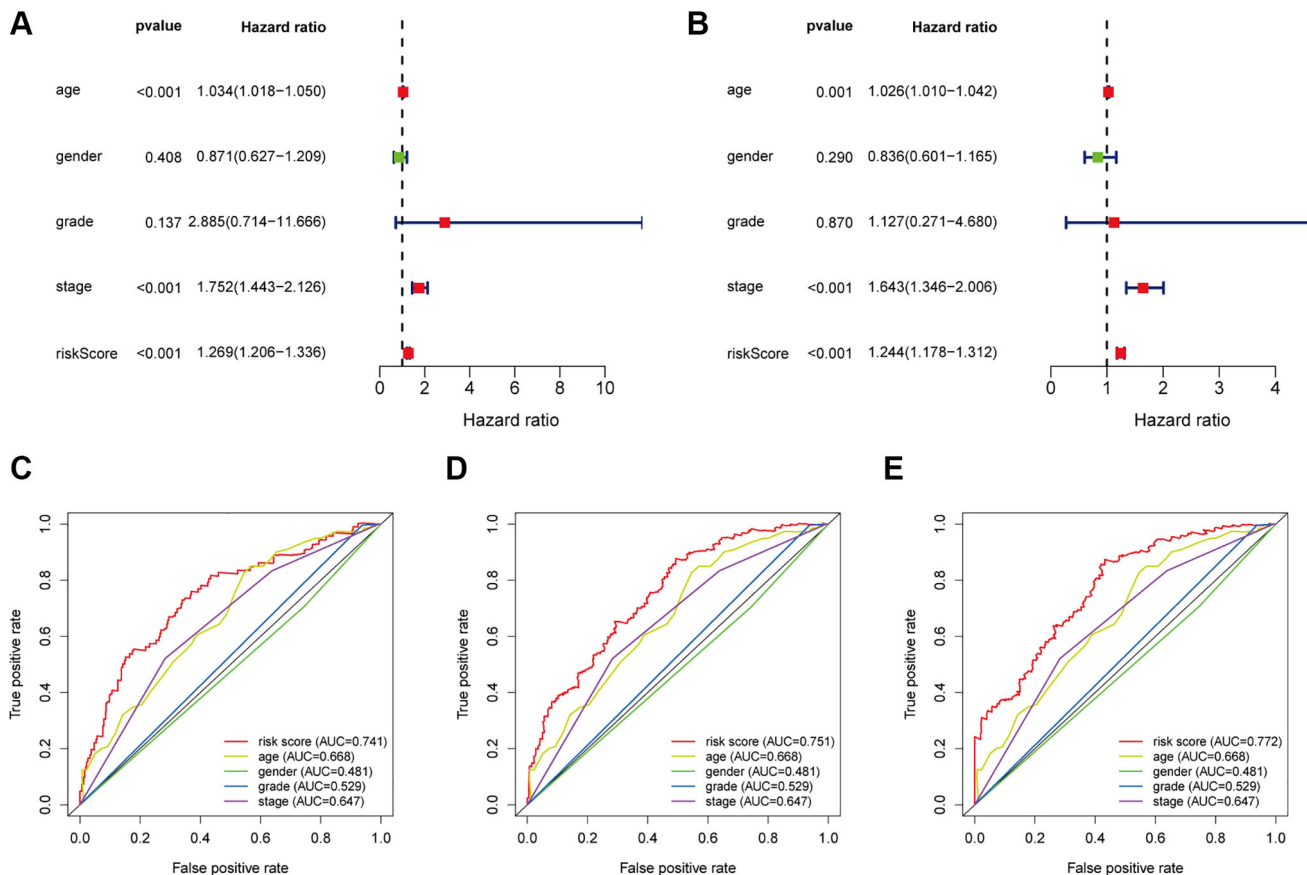 A
pvalue Hazard ratio
age <0.001 1.034(1.018−1.050)
gender 0.408 0.871(0.627−1.209)
grade 0.137 2.885(0.714−11.666)
stage <0.001 1.752(1.443−2.126)
riskScore <0.001 1.269(1.206−1.336)
0 2 4 6 8 10
Hazard ratio
B
pvalue Hazard ratio
age 0.001 1.026(1.010−1.042)
gender 0.290 0.836(0.601−1.165)
grade 0.870 1.127(0.271−4.680)
stage <0.001 1.643(1.346−2.006)
riskScore <0.001 1.244(1.178−1.312)
0 1 2 3 4
Hazard ratio
C
True positive rate
1.0
0.8
0.6
0.4
0.2
0.0
risk score (AUC=0.741)
age (AUC=0.668)
gender (AUC=0.481)
grade (AUC=0.529)
stage (AUC=0.647)
0.0 0.2 0.4 0.6 0.8 1.0
False positive rate
D
True positive rate
1.0
0.8
0.6
0.4
0.2
0.0
risk score (AUC=0.751)
age (AUC=0.668)
gender (AUC=0.481)
grade (AUC=0.529)
stage (AUC=0.647)
0.0 0.2 0.4 0.6 0.8 1.0
False positive rate
E
True positive rate
1.0
0.8
0.6
0.4
0.2
0.0
risk score (AUC=0.772)
age (AUC=0.668)
gender (AUC=0.481)
grade (AUC=0.529)
stage (AUC=0.647)
0.0 0.2 0.4 0.6 0.8 1.0
False positive rate